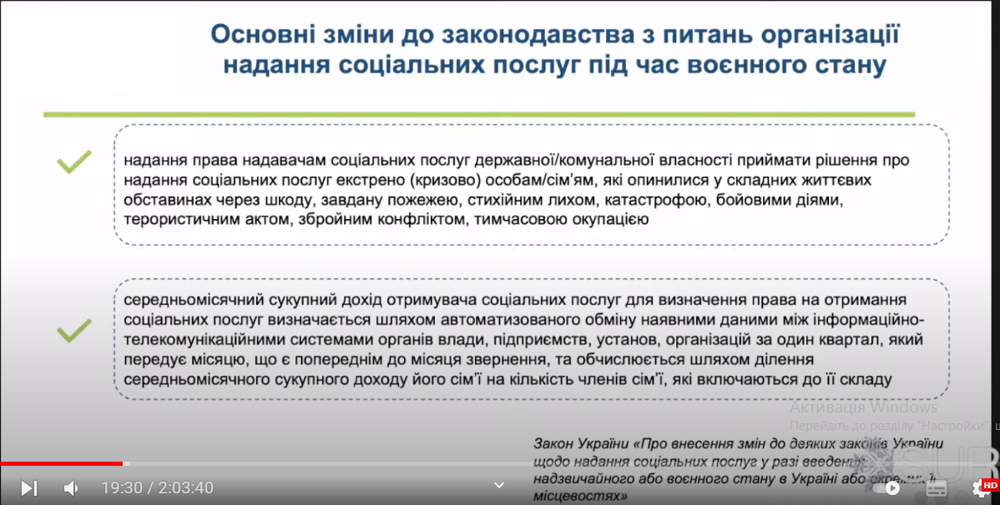 Основні зміни до законодавства з питань організації
надання соціальних послуг під час воєнного стану
надання права надавачам соціальних послуг державної/комунальної власності приймати рішення про
надання соціальних послуг екстрено (кризово) особам/сім'ям, які опинилися у складних життєвих
обставинах через шкоду, завдану пожежею, стихійним лихом, катастрофою, бойовими діями,
терористичним актом, збройним конфліктом, тимчасовою окупацією
середньомісячний сукупний дохід отримувача соціальних послуг для визначення права на отримання
соціальних послуг визначається шляхом автоматизованого обміну наявними даними між інформаційно-
телекомунікаційними системами органів влади, підприємств, установ, організацій за один квартал, який
передує місяцю, що є попереднім до місяця звернення, та обчислюється шляхом ділення
середньомісячного сукупного доходу його сім'ї на кількість членів сім'ї, які включаються до її складу
Активація Windows
Перейдіть до розділу "Настройки",
Закон України «Про внесення змін до деяких законів України
щодо надання соціальних послуг у разі введення
надзвичайного або воєнного стану в Україні або окремих її
місцевостях»
SUR
19:30 / 2:03:40
HD